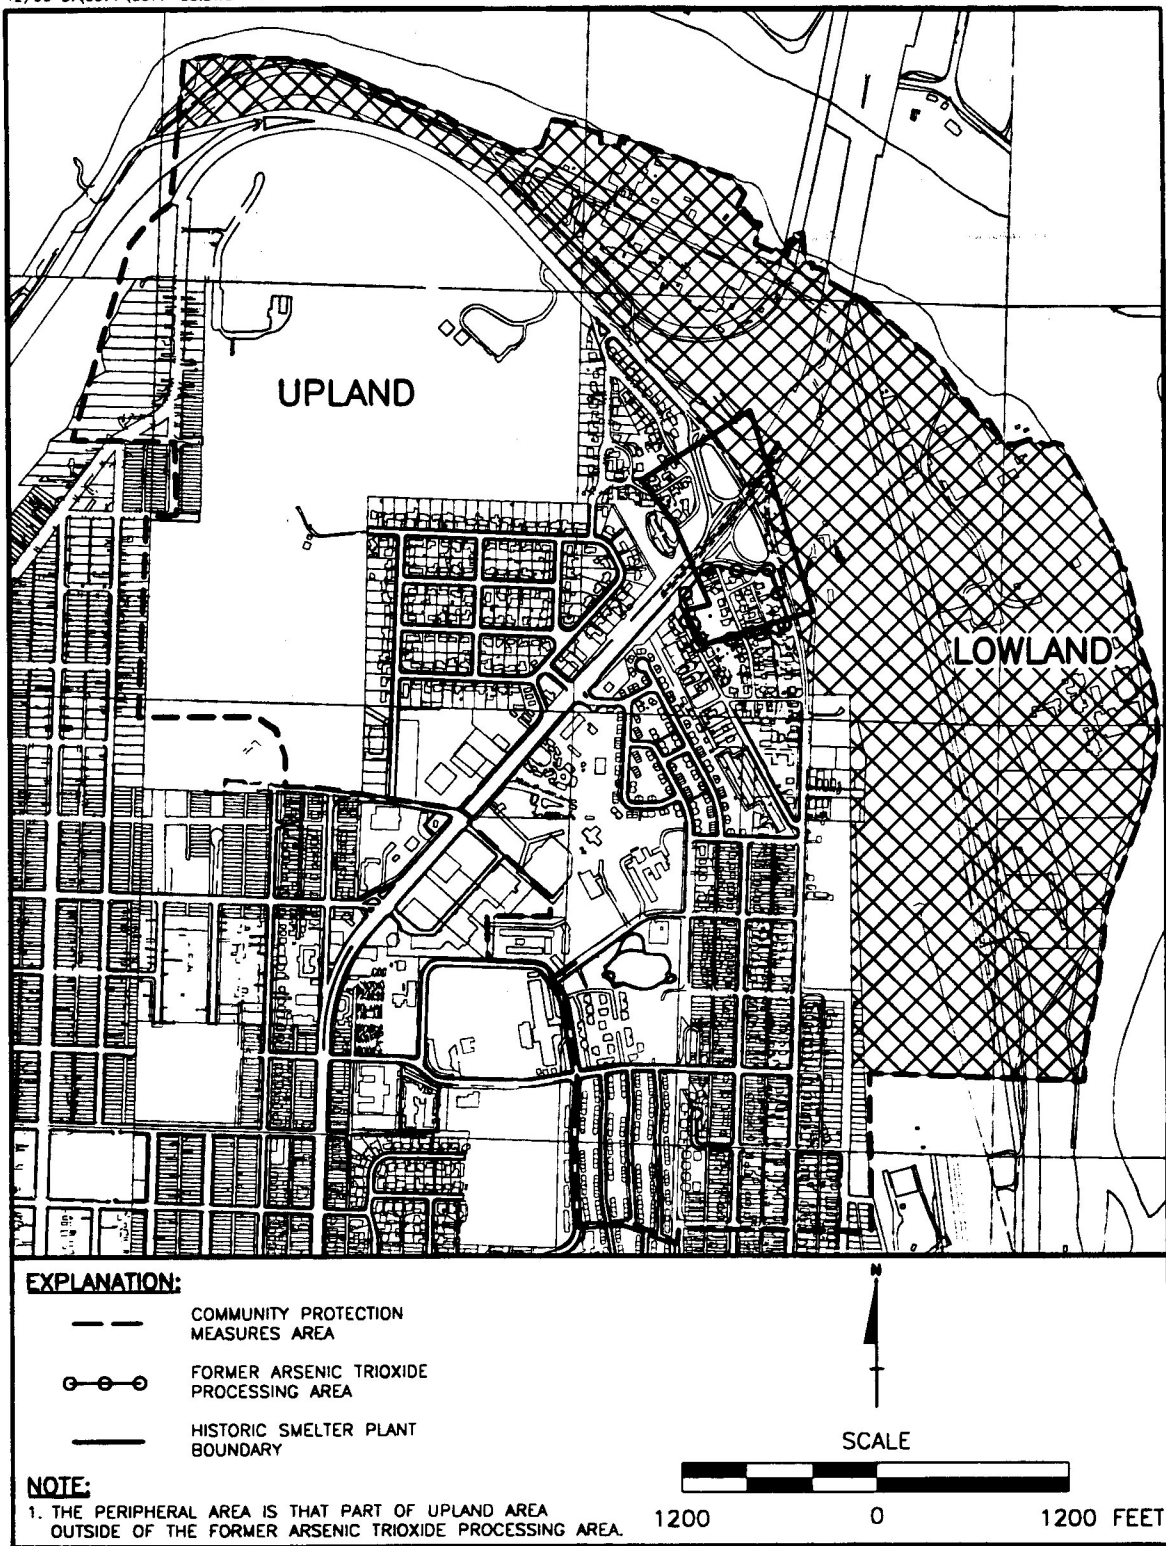 UPLAND
LOWLAND
EXPLANATION:
COMMUNITY PROTECTION
MEASURES AREA
FORMER ARSENIC TRIOXIDE
PROCESSING AREA
HISTORIC SMELTER PLANT
BOUNDARY
NOTE:
1. THE PERIPHERAL AREA IS THAT PART OF UPLAND AREA
OUTSIDE OF THE FORMER ARSENIC TRIOXIDE PROCESSING AREA.
N
SCALE
1200 0 1200 FEET